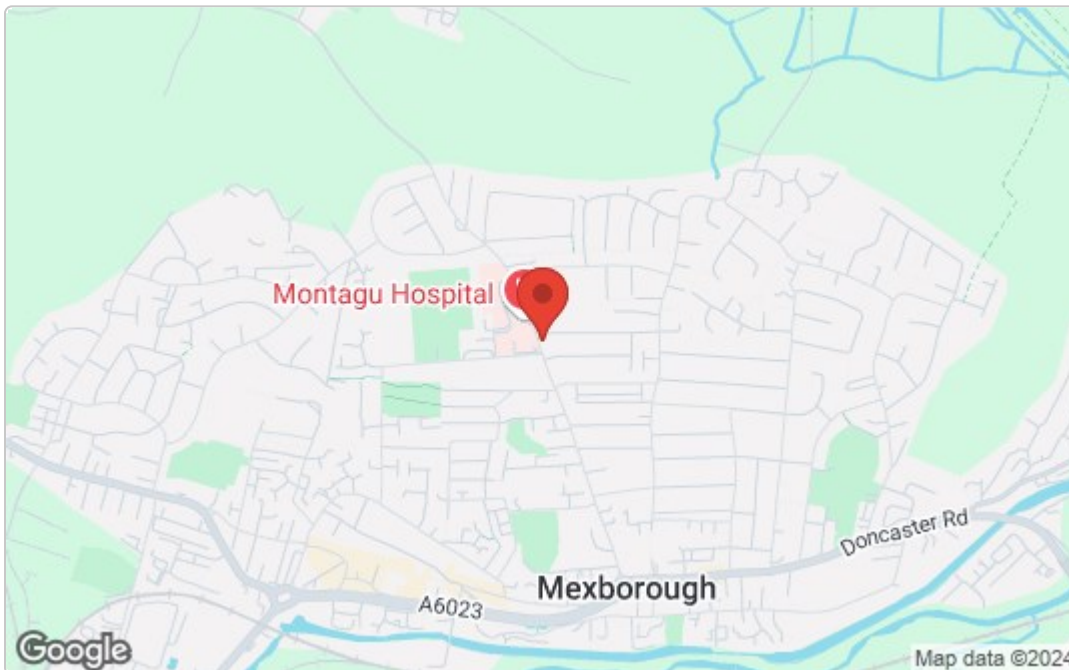 Montagu Hospital
Doncaster Rd
Mexborough
A6023
Google
Map data ©2024